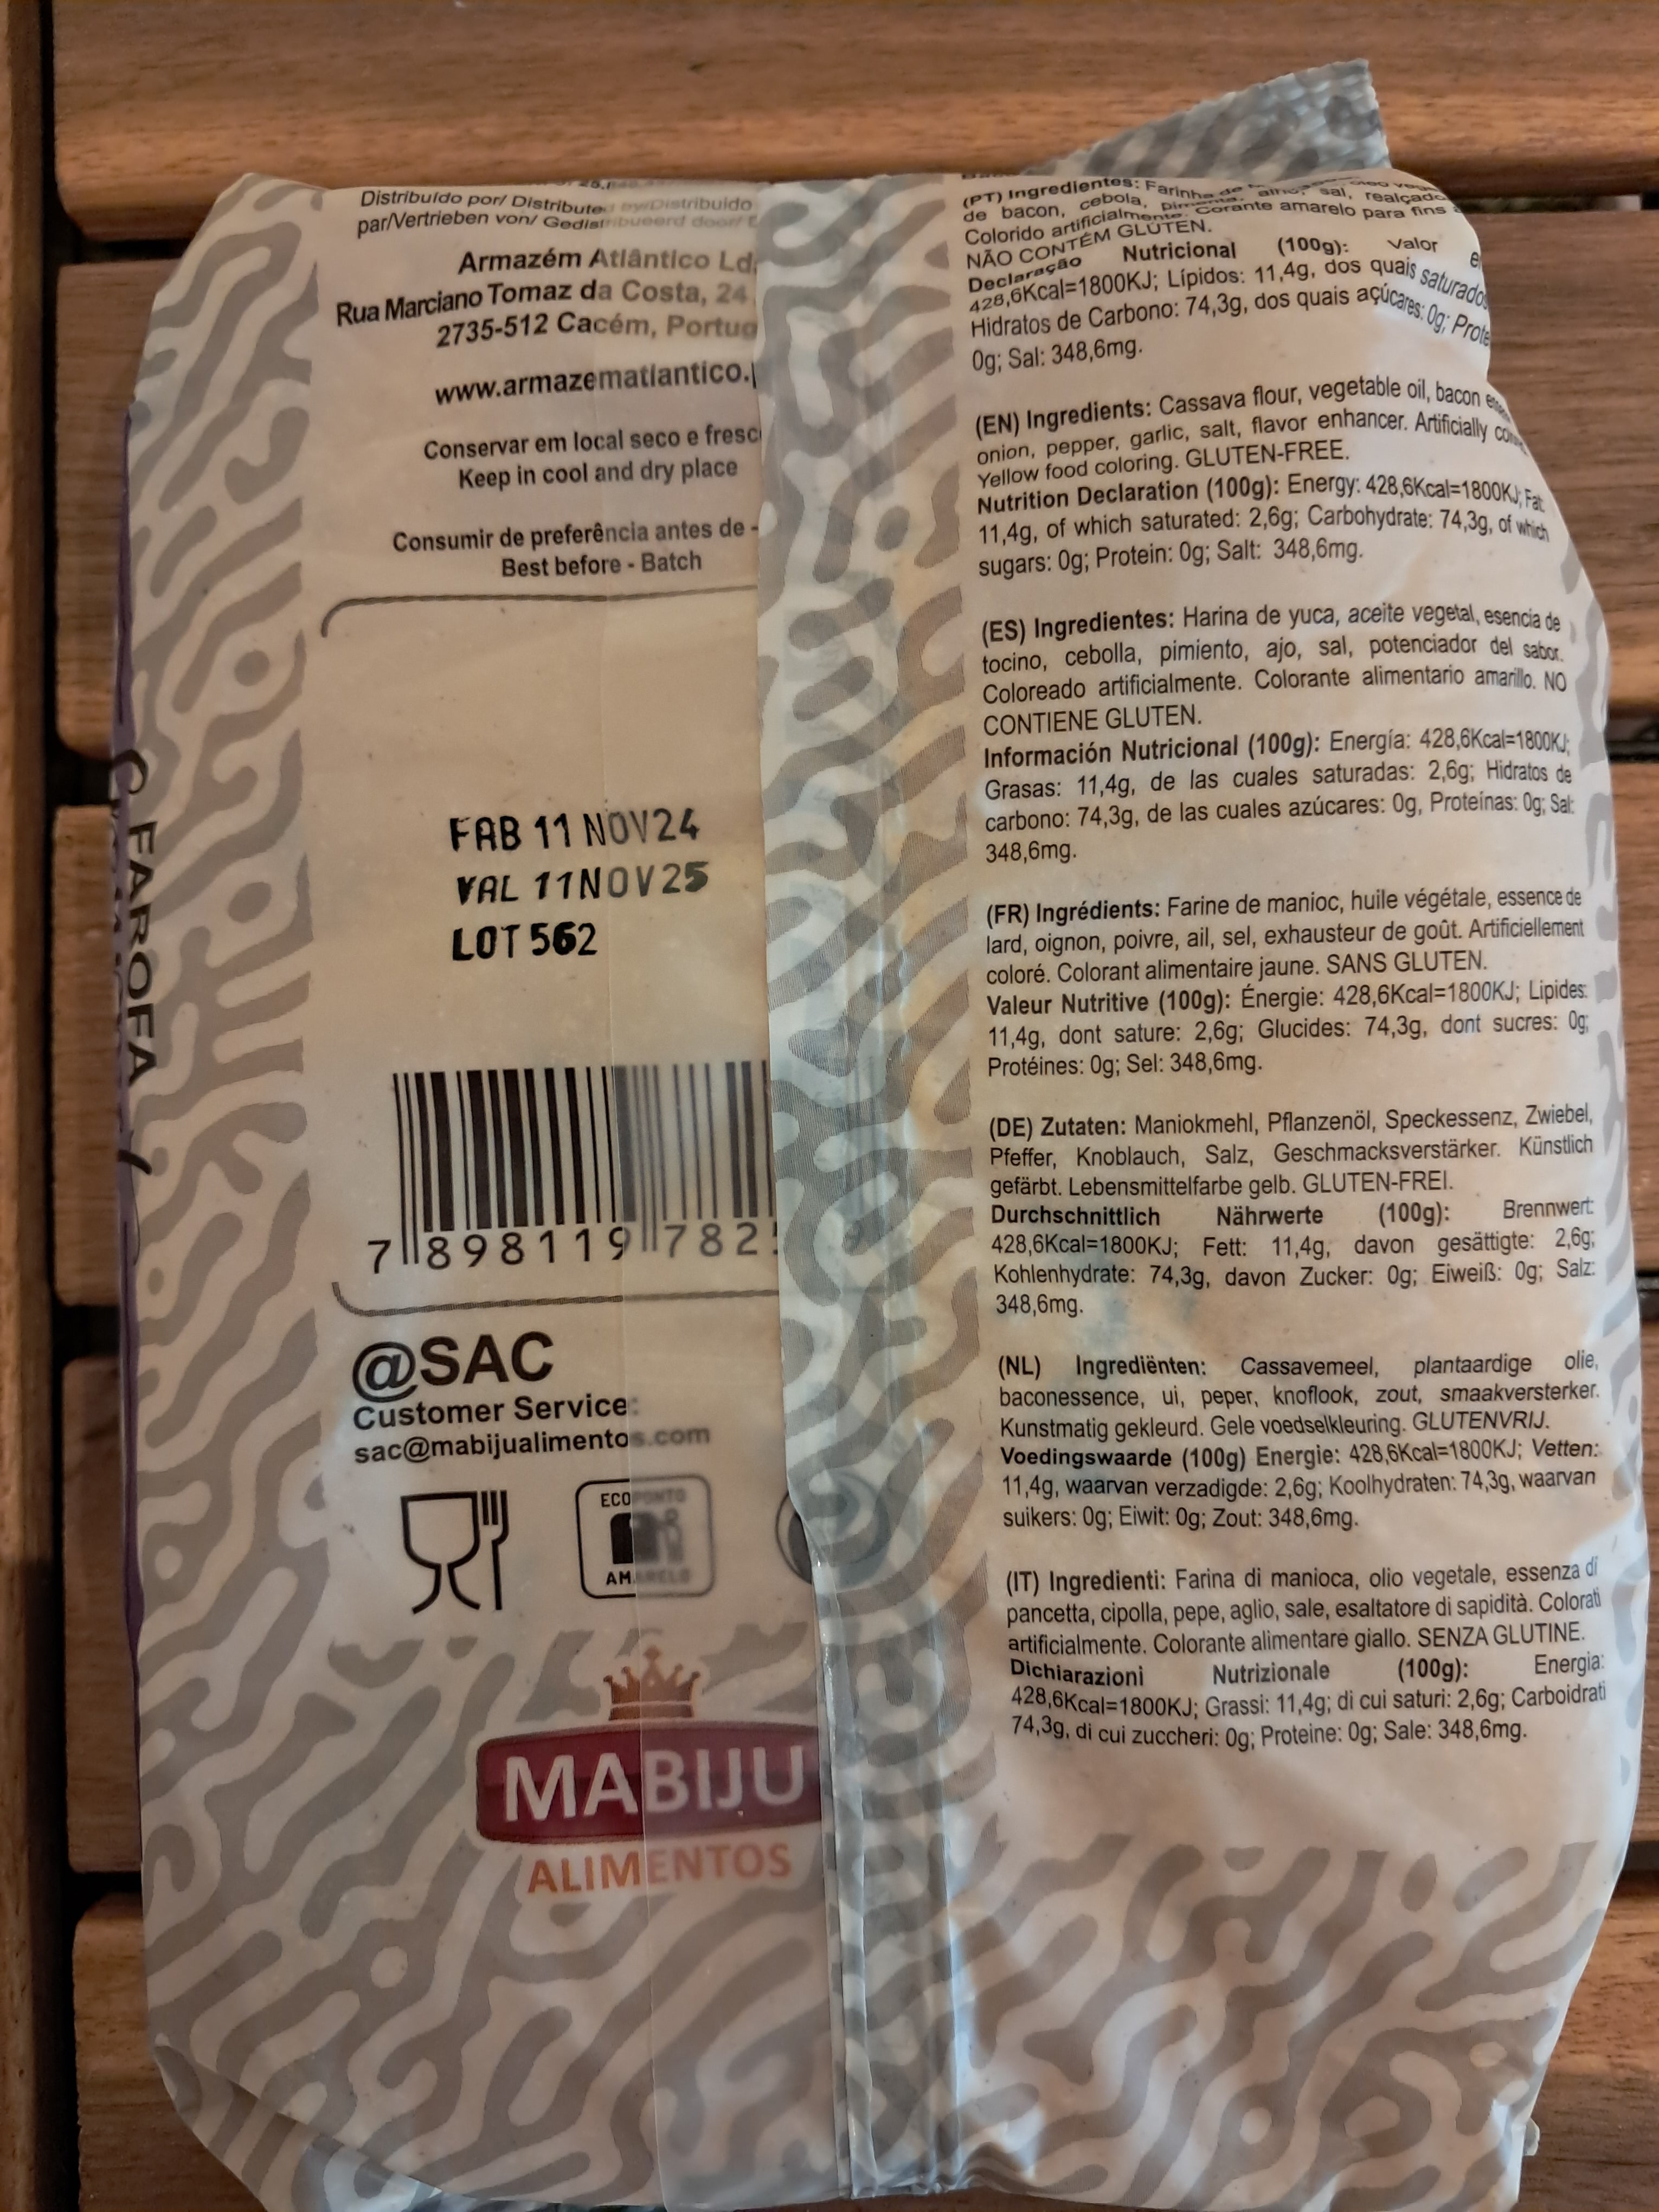 Distribuído por/ Distributed by/Distribuido
par/Vertrieben von/ Gedistribueerd door/
Armazém Atlântico Ld
Rua Marciano Tomaz da Costa, 24
2735-512 Cacém, Portug
www.armazematlantico.
Conservar em local seco e fresc
Keep in cool and dry place
Consumir de preferência antes de -
Best before - Batch
FAB 11 NOV24
VAL 11NOV25
LOT 562
7 898119 782
@SAC
Customer Service:
sac@mabijualimentos.com
ECOPONTO
AMARELO
MABIJU
ALIMENTOS
FAROFA
(PT) Ingredientes: Farinha de
de bacon, cebola, pimenta, alho, sal, realçado
Colorido artificialmente. Corante amarelo para fins
NÃO CONTÉM GLÚTEN.
Declaração Nutricional (100g): Valor
428,6Kcal=1800KJ; Lípidos: 11,4g, dos quais saturados
Hidratos de Carbono: 74,3g, dos quais açúcares: 0g; Prote
0g; Sal: 348,6mg.
(EN) Ingredients: Cassava flour, vegetable oil, bacon
onion, pepper, garlic, salt, flavor enhancer. Artificially
Yellow food coloring. GLUTEN-FREE.
Nutrition Declaration (100g): Energy: 428,6Kcal=1800KJ; Fat:
11,4g, of which saturated: 2,6g; Carbohydrate: 74,3g, of which
sugars: 0g; Protein: 0g; Salt: 348,6mg.
(ES) Ingredientes: Harina de yuca, aceite vegetal, esencia de
tocino, cebolla, pimiento, ajo, sal, potenciador del sabor.
Coloreado artificialmente. Colorante alimentario amarillo. NO
CONTIENE GLUTEN.
Información Nutricional (100g): Energía: 428,6Kcal=1800KJ;
Grasas: 11,4g, de las cuales saturadas: 2,6g; Hidratos de
carbono: 74,3g, de las cuales azúcares: 0g, Proteínas: 0g; Sal:
348,6mg.
(FR) Ingrédients: Farine de manioc, huile végétale, essence de
lard, oignon, poivre, ail, sel, exhausteur de goût. Artificiellement
coloré. Colorant alimentaire jaune. SANS GLUTEN.
Valeur Nutritive (100g): Énergie: 428,6Kcal=1800KJ; Lipides:
11,4g, dont sature: 2,6g; Glucides: 74,3g, dont sucres: 0g;
Protéines: 0g; Sel: 348,6mg.
(DE) Zutaten: Maniokmehl, Pflanzenöl, Speckessenz, Zwiebel,
Pfeffer, Knoblauch, Salz, Geschmacksverstärker. Künstlich
gefärbt. Lebensmittelfarbe gelb. GLUTEN-FREI.
Durchschnittlich Nährwerte (100g): Brennwert:
428,6Kcal=1800KJ; Fett: 11,4g, davon gesättigte: 2,6g;
Kohlenhydrate: 74,3g, davon Zucker: 0g; Eiweiß: 0g; Salz:
348,6mg.
(NL) Ingrediënten: Cassavemeel, plantaardige olie,
baconessence, ui, peper, knoflook, zout, smaakversterker.
Kunstmatig gekleurd. Gele voedselkleuring. GLUTENVRIJ.
Voedingswaarde (100g) Energie: 428,6Kcal=1800KJ; Vetten:
11,4g, waarvan verzadigde: 2,6g; Koolhydraten: 74,3g, waarvan
suikers: 0g; Eiwit: 0g; Zout: 348,6mg.
(IT) Ingredienti: Farina di manioca, olio vegetale, essenza di
pancetta, cipolla, pepe, aglio, sale, esaltatore di sapidità. Colorati
artificialmente. Colorante alimentare giallo. SENZA GLUTINE.
Dichiarazioni Nutrizionale (100g): Energia:
428,6Kcal=1800KJ; Grassi: 11,4g; di cui saturi: 2,6g; Carboidrati
74,3g, di cui zuccheri: 0g; Proteine: 0g; Sale: 348,6mg.